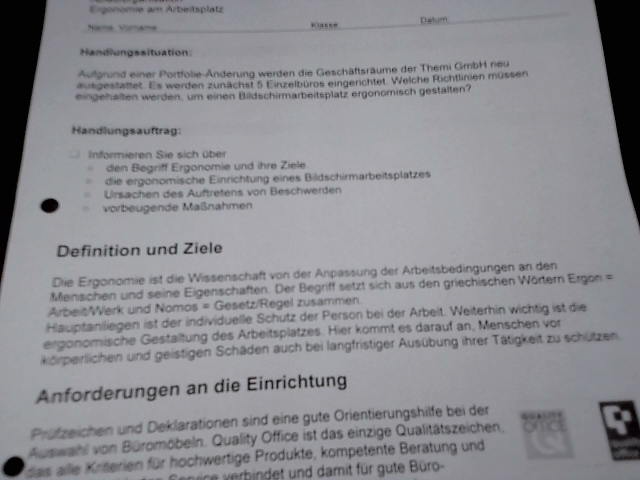 Ergonomie am Arbeitsplatz
Name, Vorname Klasse Datum
Handlungssituation:
Aufgrund einer Portfolio-Änderung werden die Geschäftsräume der Themi GmbH neu
ausgestattet. Es werden zunächst 5 Einzelbüros eingerichtet. Welche Richtlinien müssen
eingehalten werden, um einen Bildschirmarbeitsplatz ergonomisch gestalten?
Handlungsauftrag:
Informieren Sie sich über
den Begriff Ergonomie und ihre Ziele
die ergonomische Einrichtung eines Bildschirmarbeitsplatzes
Ursachen des Auftretens von Beschwerden
vorbeugende Maßnahmen
Definition und Ziele
Die Ergonomie ist die Wissenschaft von der Anpassung der Arbeitsbedingungen an den
Menschen und seine Eigenschaften. Der Begriff setzt sich aus den griechischen Wörtern Ergon =
Arbeit/Werk und Nomos = Gesetz/Regel zusammen.
Hauptanliegen ist der individuelle Schutz der Person bei der Arbeit. Weiterhin wichtig ist die
ergonomische Gestaltung des Arbeitsplatzes. Hier kommt es darauf an, Menschen vor
körperlichen und geistigen Schäden auch bei langfristiger Ausübung ihrer Tätigkeit zu schützen.
Anforderungen an die Einrichtung
Prüfzeichen und Deklarationen sind eine gute Orientierungshilfe bei der
Auswahl von Büromöbeln. Quality Office ist das einzige Qualitätszeichen,
das alle Kriterien für hochwertige Produkte, kompetente Beratung und
Service verbindet und damit für gute Büro-
QUALITY
OFFICE
office